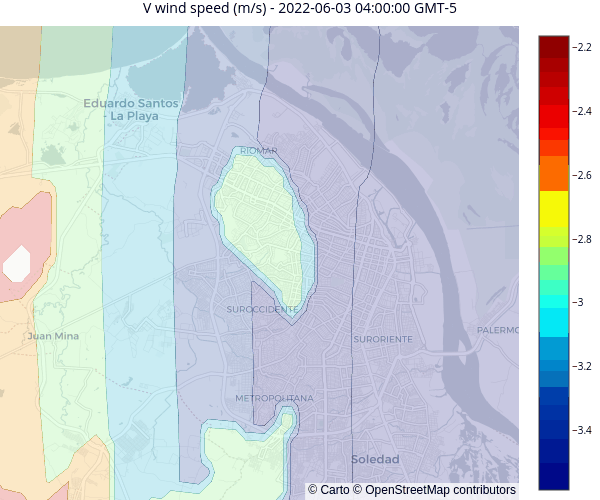 V wind speed (m/s) - 2022-06-03 04:00:00 GMT-5
−2.2
Eduardo Santos
- La Playa
−2.4
RIOMAR
−2.6
−2.8
−3
SUROCCIDENTE
Juan Mina
SURORIENTE
PALERMO
−3.2
METROPOLITANA
−3.4
Soledad
© Carto © OpenStreetMap contributors